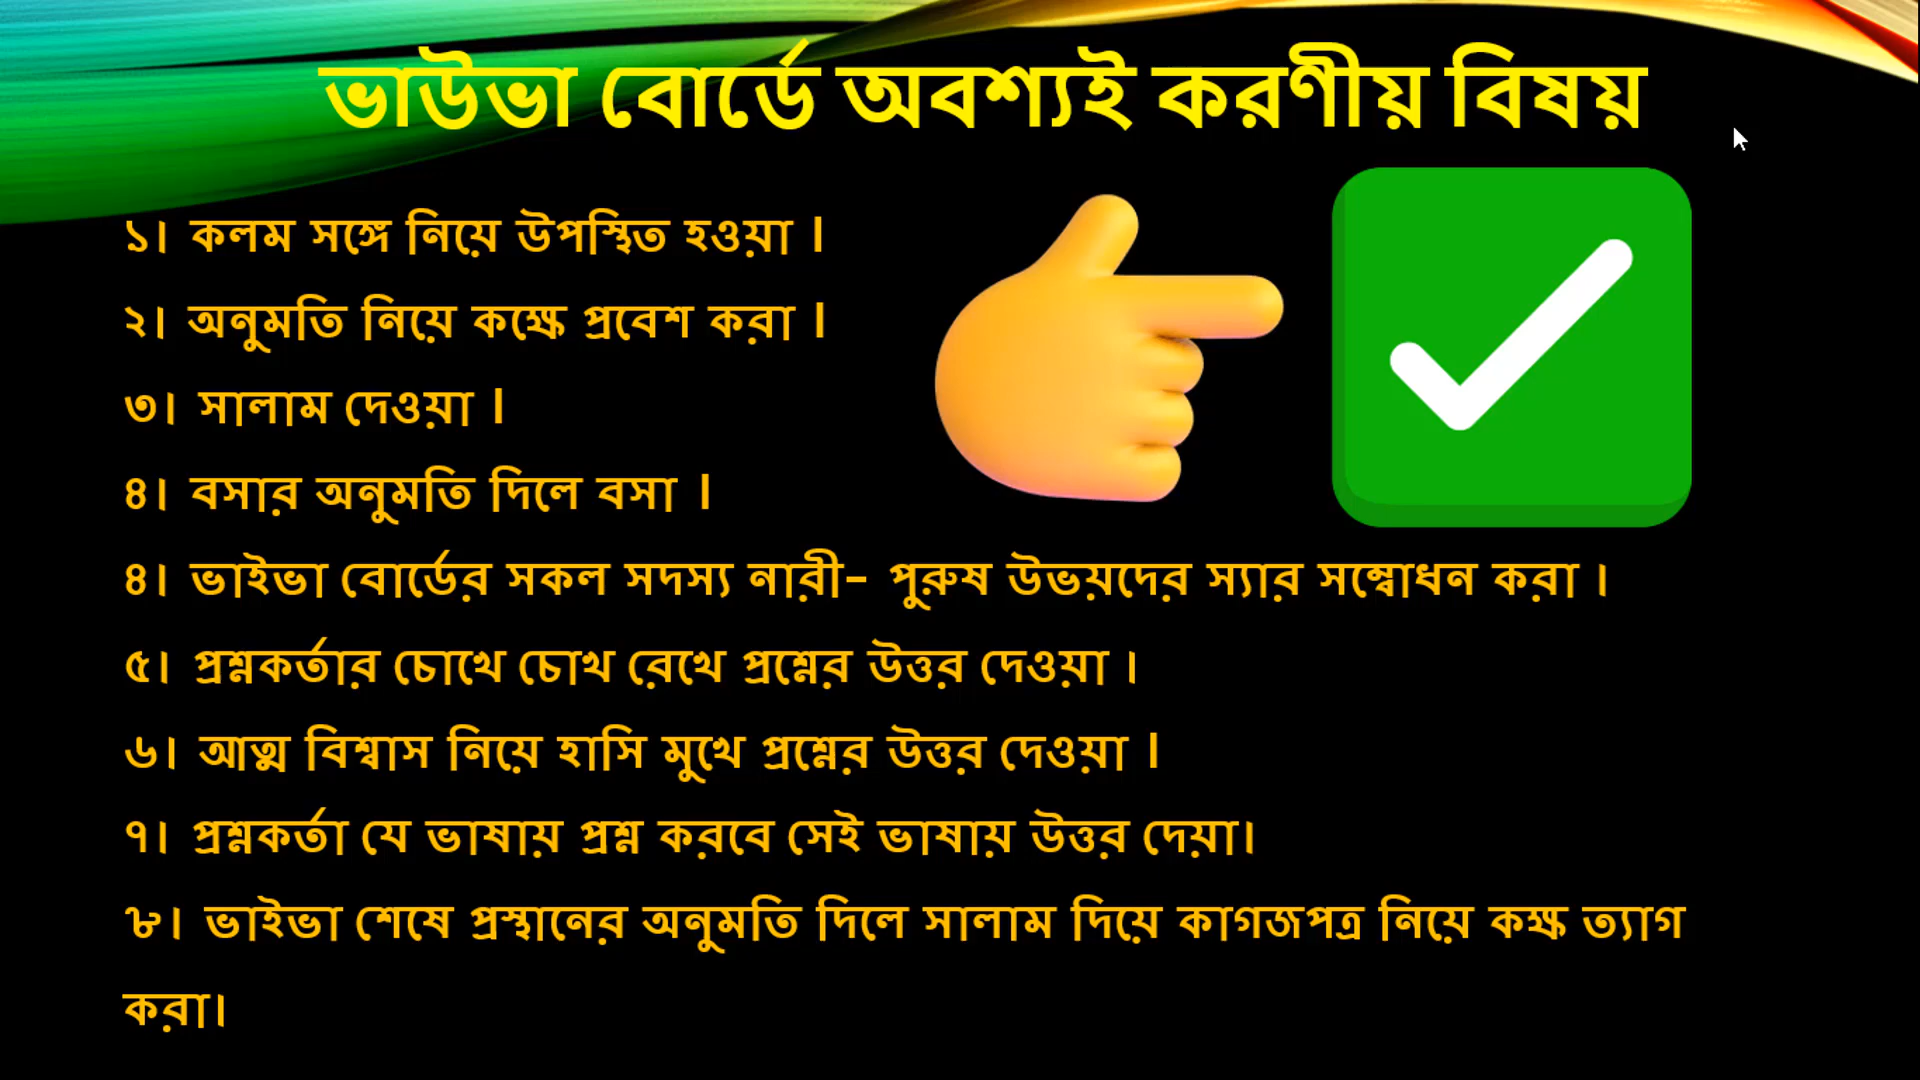 ভাউভা বোর্ডে অবশ্যই করণীয় বিষয়
১। কলম সঙ্গে নিয়ে উপস্থিত হওয়া ।
২। অনুমতি নিয়ে কক্ষে প্রবেশ করা ।
৩। সালাম দেওয়া ।
৪। বসার অনুমতি দিলে বসা ।
৪। ভাইভা বোর্ডের সকল সদস্য নারী- পুরুষ উভয়দের স্যার সম্বোধন করা ।
৫। প্রশ্নকর্তার চোখে চোখ রেখে প্রশ্নের উত্তর দেওয়া ।
৬। আত্ম বিশ্বাস নিয়ে হাসি মুখে প্রশ্নের উত্তর দেওয়া ।
৭। প্রশ্নকর্তা যে ভাষায় প্রশ্ন করবে সেই ভাষায় উত্তর দেয়া।
৮। ভাইভা শেষে প্রস্থানের অনুমতি দিলে সালাম দিয়ে কাগজপত্র নিয়ে কক্ষ ত্যাগ
করা।